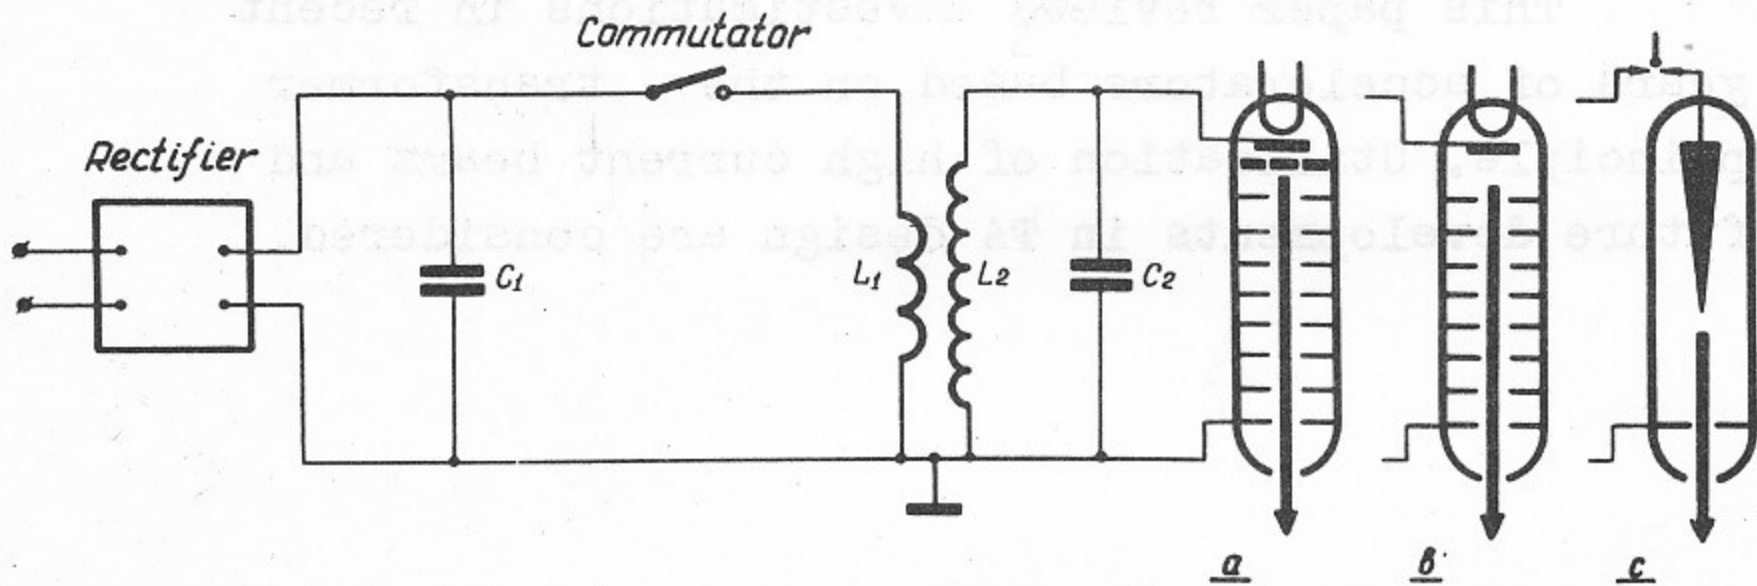 Commutator
Rectifier
C1
L1
L2
C2
a
в
c